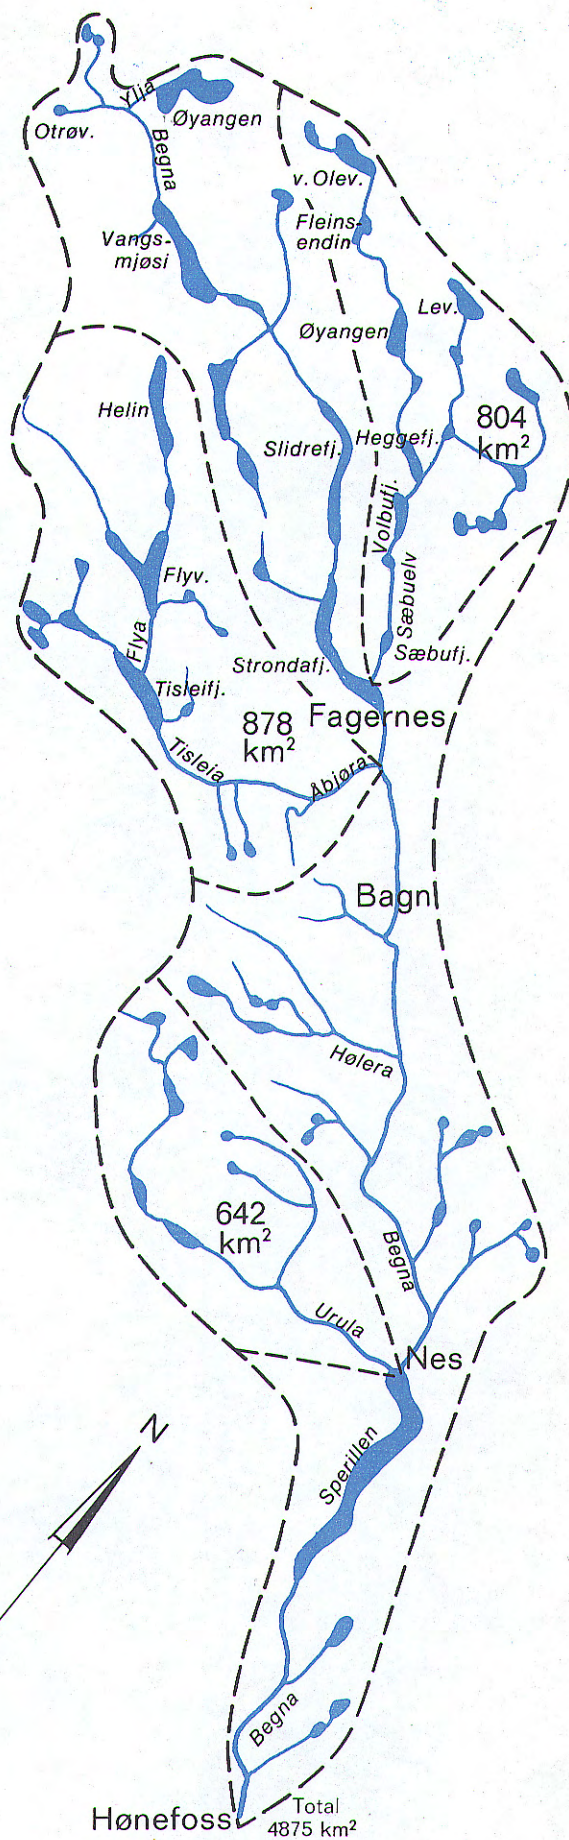 Ylja
Øyangen
Otrøv.
Begna
v. Olev.
Vangs-
mjøsi
Fleins-
endin
Lev.
Øyangen
Helin
804
km²
Slidrefj.
Heggefj.
Volbufj.
Flyv.
Sæbuelv
Flya
Strondafj.
Sæbufj.
Tisleifj.
878
km²
Fagernes
Tisleia
Åbjøra
Bagn
Hølera
642
km²
Begna
Urula
Nes
Sperillen
N
Begna
Hønefoss
Total
4875 km²